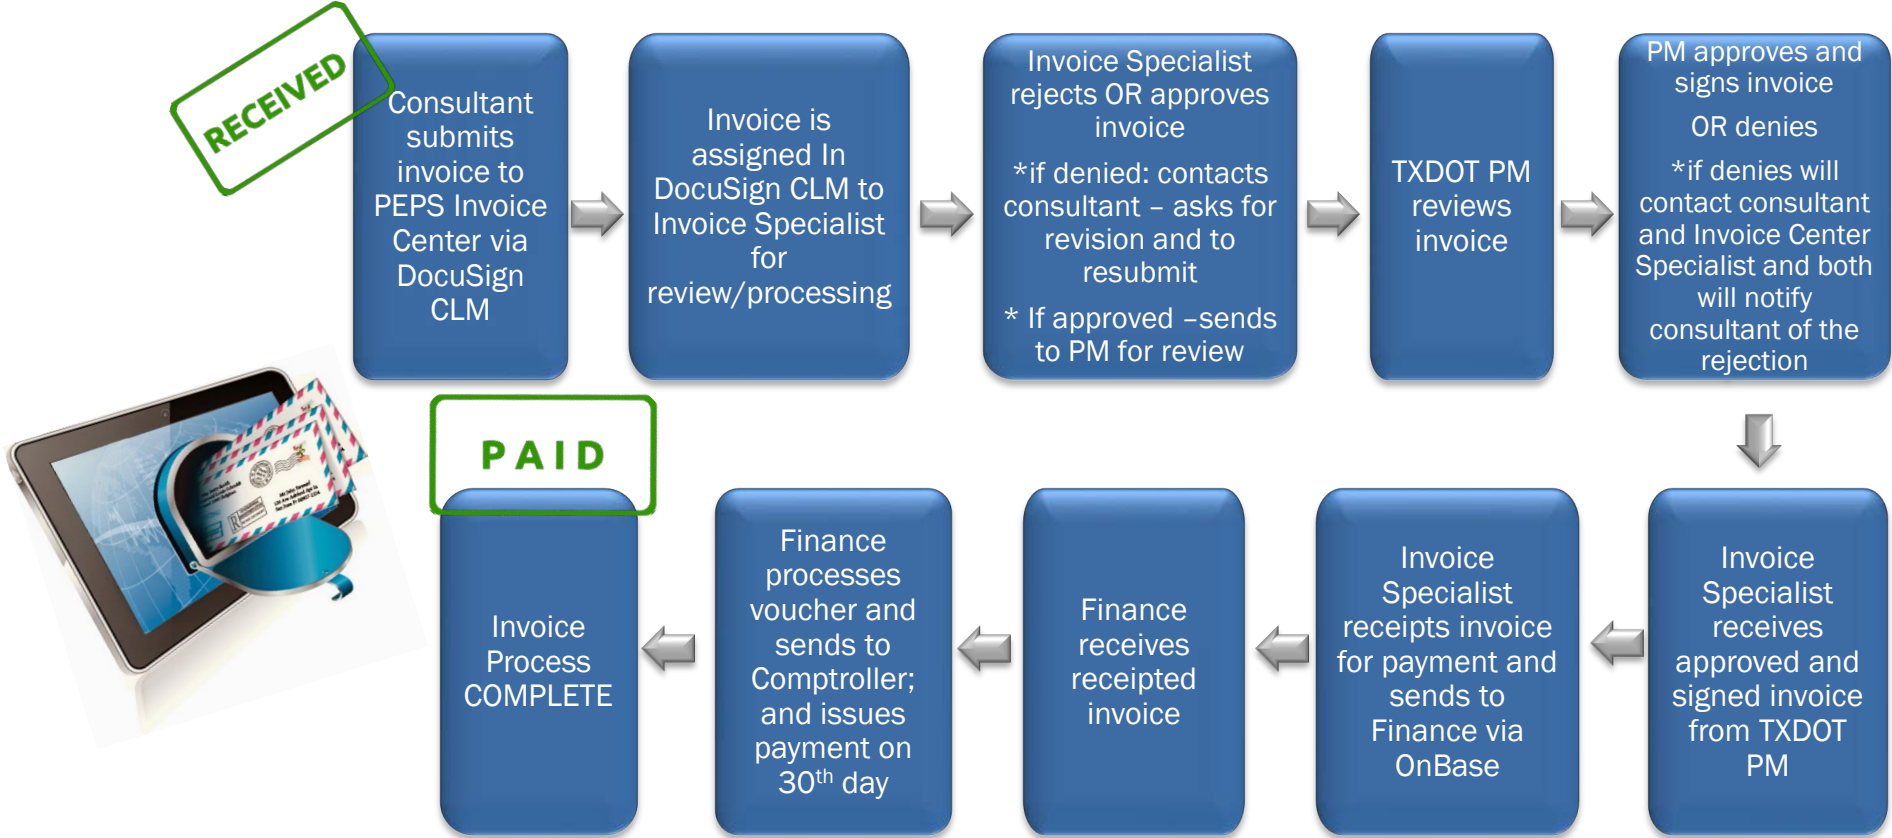 RECEIVED
Consultant
submits
invoice to
PEPS Invoice
Center via
DocuSign
CLM
Invoice is
assigned In
DocuSign CLM to
Invoice Specialist
for
review/processing
Invoice Specialist
rejects OR approves
invoice
*if denied: contacts
consultant – asks for
revision and to
resubmit
* If approved –sends
to PM for review
TXDOT PM
reviews
invoice
PM approves and
signs invoice
OR denies
*if denies will
contact consultant
and Invoice Center
Specialist and both
will notify
consultant of the
rejection
Invoice
Specialist
receives
approved and
signed invoice
from TXDOT
PM
Invoice
Specialist
receipts invoice
for payment and
sends to
Finance via
OnBase
Finance
receives
receipted
invoice
Finance
processes
voucher and
sends to
Comptroller;
and issues
payment on
30th day
PAID
Invoice
Process
COMPLETE